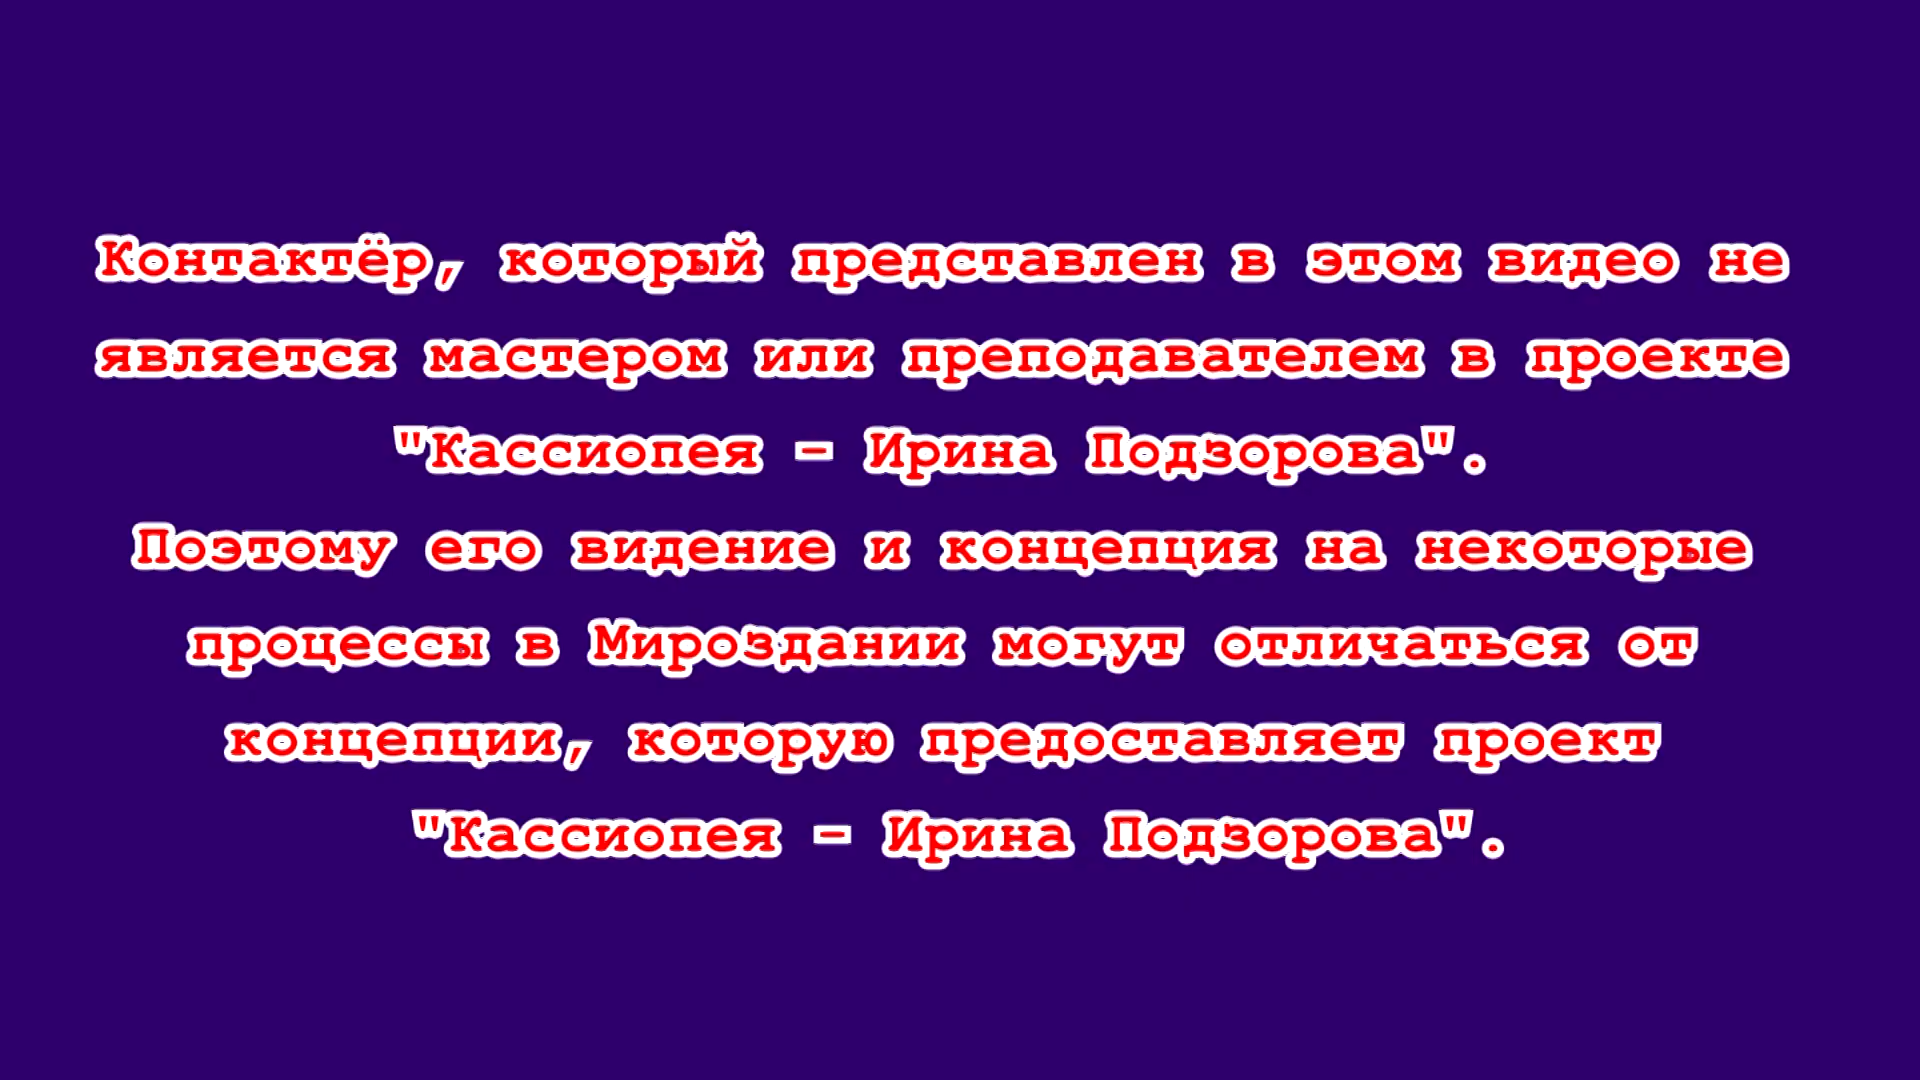 Контактёр, который представлен в этом видео не
является мастером или преподавателем в проекте
"Кассиопея - Ирина Подзорова".
Поэтому его видение и концепция на некоторые
процессы в Мироздании могут отличаться от
концепции, которую предоставляет проект
"Кассиопея - Ирина Подзорова".